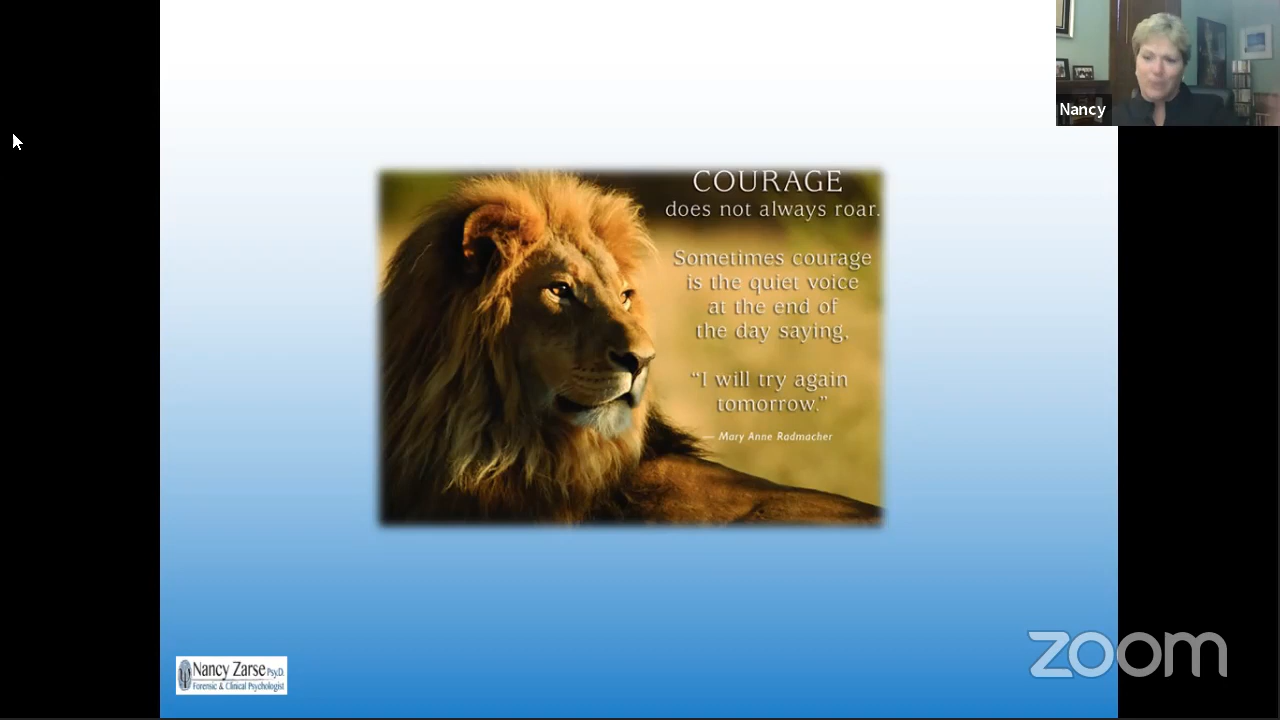 Nancy
COURAGE
does not always roar.
Sometimes courage
is the quiet voice
at the end of
the day saying,
“I will try again
tomorrow.”
— Mary Anne Radmacher
Nancy Zarse Psy.D.
Forensic & Clinical Psychologist
zoom